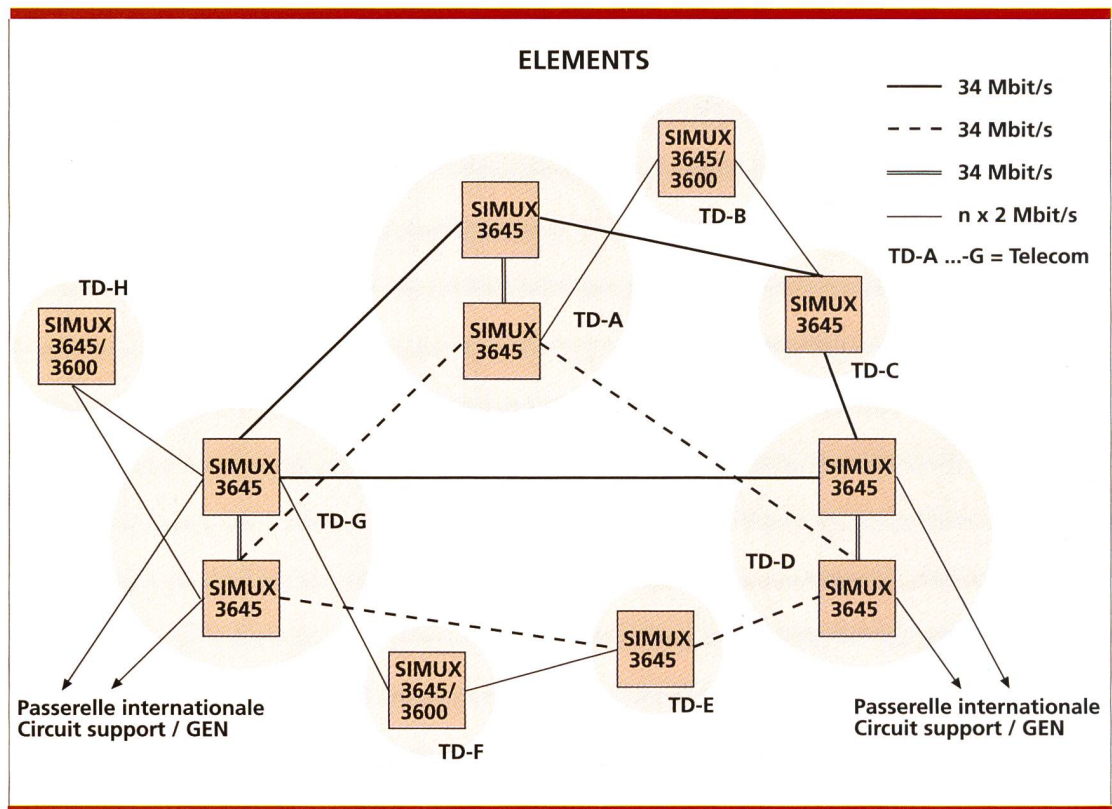 ELEMENTS
34 Mbit/s
34 Mbit/s
34 Mbit/s
n x 2 Mbit/s
TD-A ...-G = Telecom
SIMUX
3645/
3600
TD-B
SIMUX
3645
SIMUX
3645
TD-A
SIMUX
3645
TD-C
TD-H
SIMUX
3645/
3600
SIMUX
3645
TD-G
SIMUX
3645
SIMUX
3645
TD-D
SIMUX
3645
SIMUX
3645
TD-E
SIMUX
3645/
3600
TD-F
Passerelle internationale
Circuit support / GEN
Passerelle internationale
Circuit support / GEN